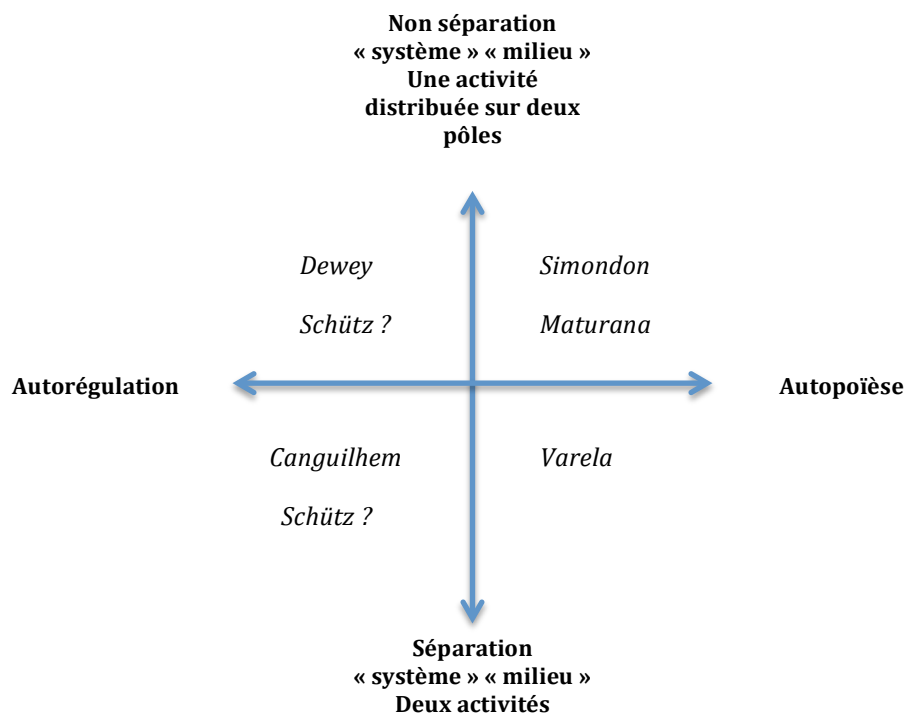 Non séparation
« système » « milieu »
Une activité
distribuée sur deux
pôles
Dewey
Simondon
Schütz ?
Maturana
Autorégulation
Autopoïèse
Canguilhem
Varela
Schütz ?
Séparation
« système » « milieu »
Deux activités